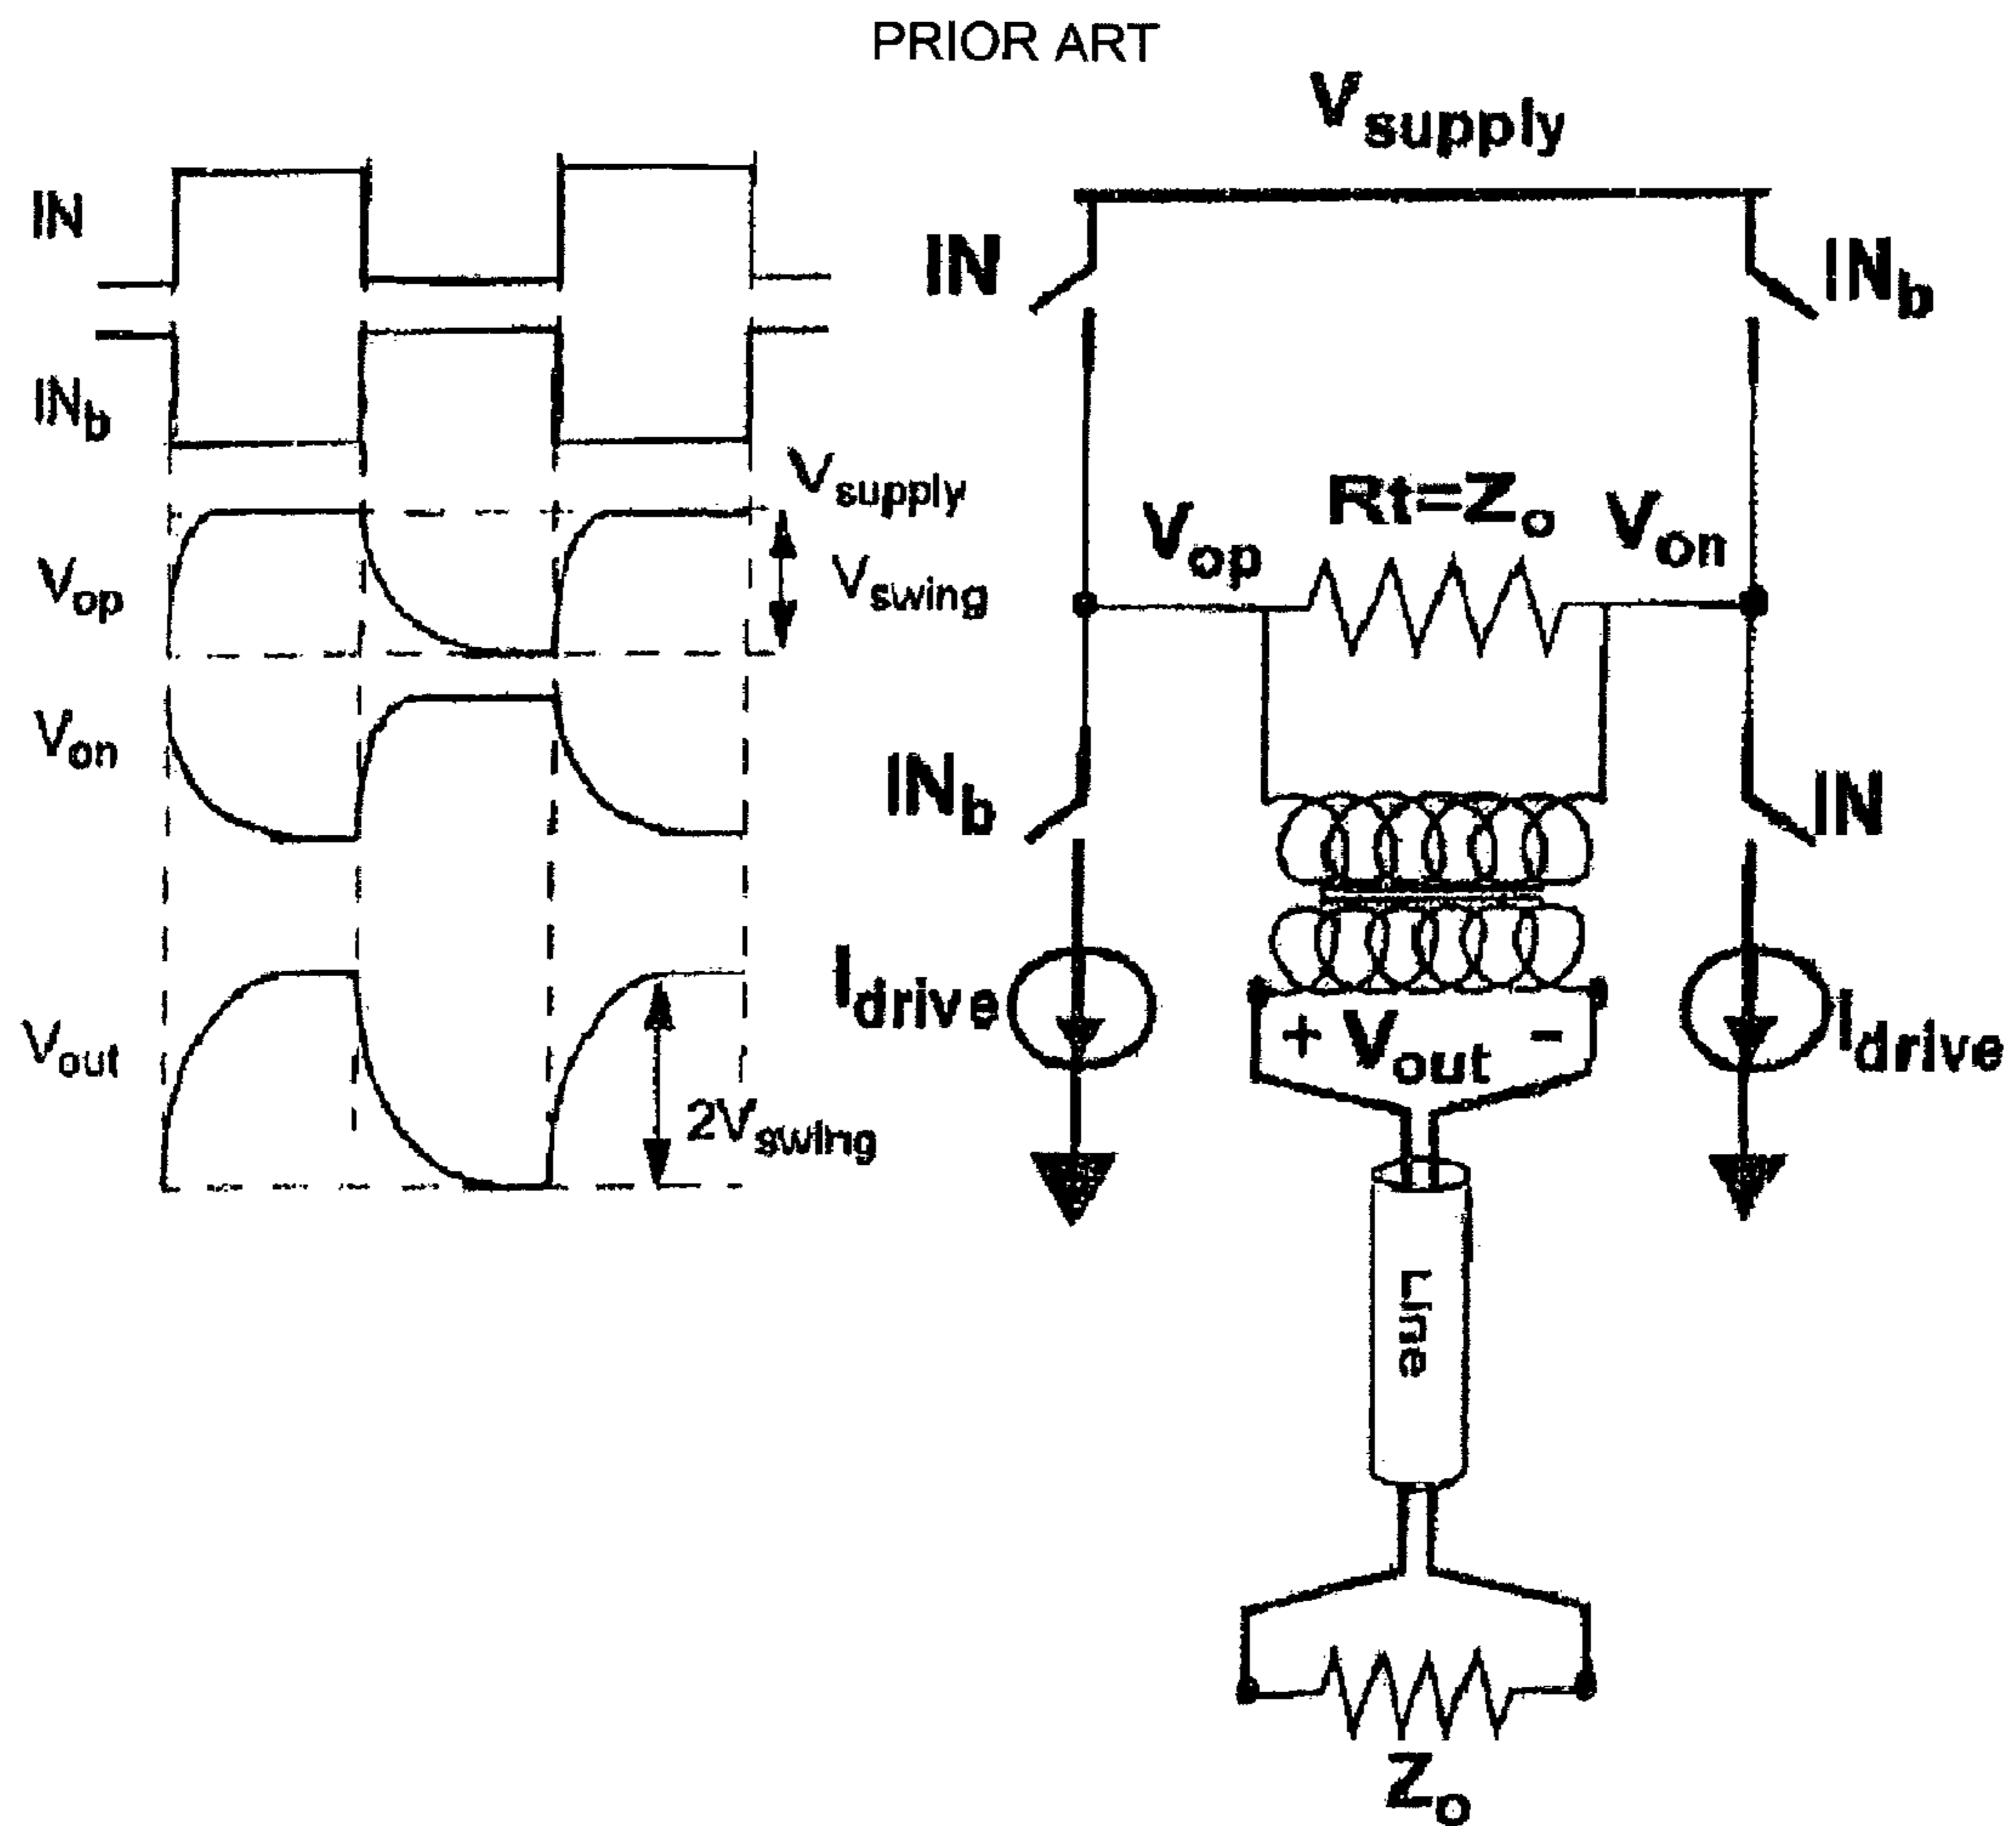 PRIOR ART
IN
INb
Vop
Vsupply
Vswing
Von
Vout
2Vswing
Vsupply
IN
INb
Vop
Rt=Zo
Von
INb
IN
Idrive
+ Vout -
Idrive
Line
Zo